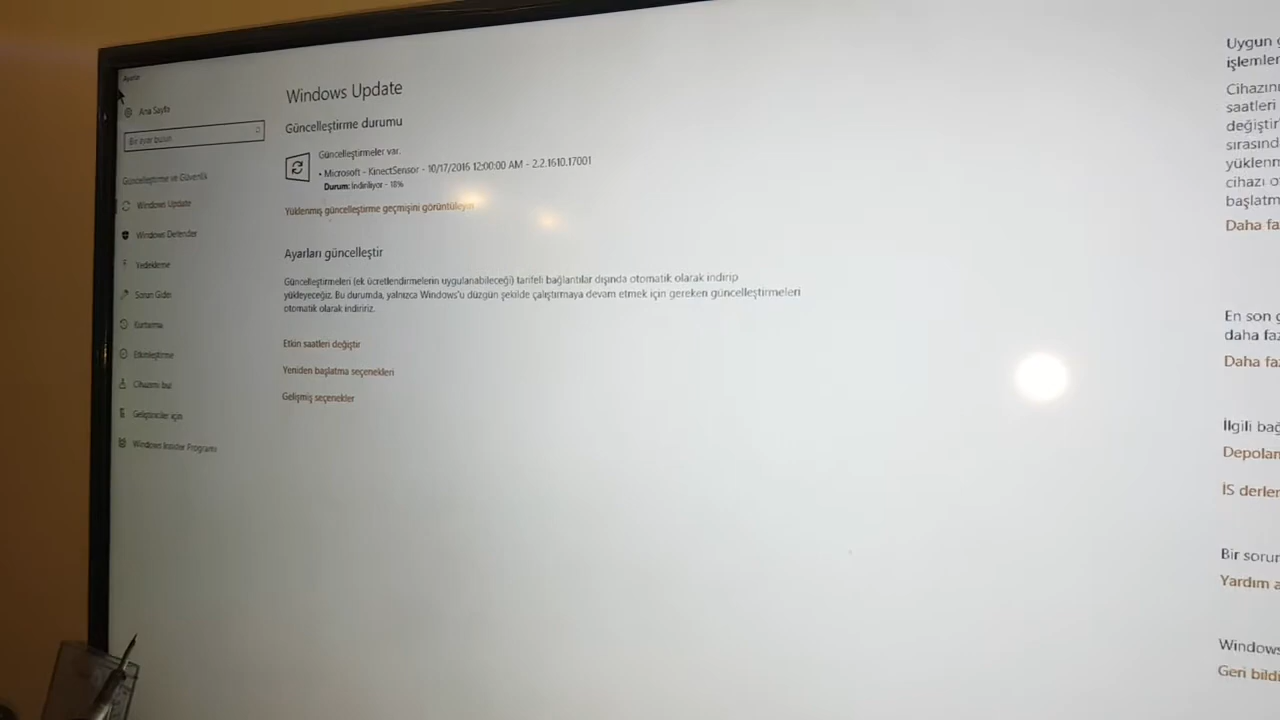 Ayarlar
Ana Sayfa
Bir ayar bulun
Güncelleştirme ve Güvenlik
Windows Update
Windows Defender
Yedekleme
Sorun Gider
Kurtarma
Etkinleştirme
Cihazımı bul
Geliştiriciler için
Windows Insider Programı
Windows Update
Güncelleştirme durumu
Güncelleştirmeler var.
• Microsoft - KinectSensor - 10/17/2016 12:00:00 AM - 2.2.1610.17001
Durum: İndiriliyor - 18%
Yüklenmiş güncelleştirme geçmişini görüntüleyin
Ayarları güncelleştir
Güncelleştirmeleri (ek ücretlendirmelerin uygulanabileceği) tarifeli bağlantılar dışında otomatik olarak indirip
yükleyeceğiz. Bu durumda, yalnızca Windows'u düzgün şekilde çalıştırmaya devam etmek için gereken güncelleştirmeleri
otomatik olarak indiririz.
Etkin saatleri değiştir
Yeniden başlatma seçenekleri
Gelişmiş seçenekler
Uygun g
işlemler
Cihazını
saatleri
değiştir
sırasınd
yüklenm
cihazı o
başlatm
Daha fa
En son g
daha faz
Daha faz
İlgili bağ
Depolam
İS derlem
Bir sorun
Yardım a
Windows
Geri bildi